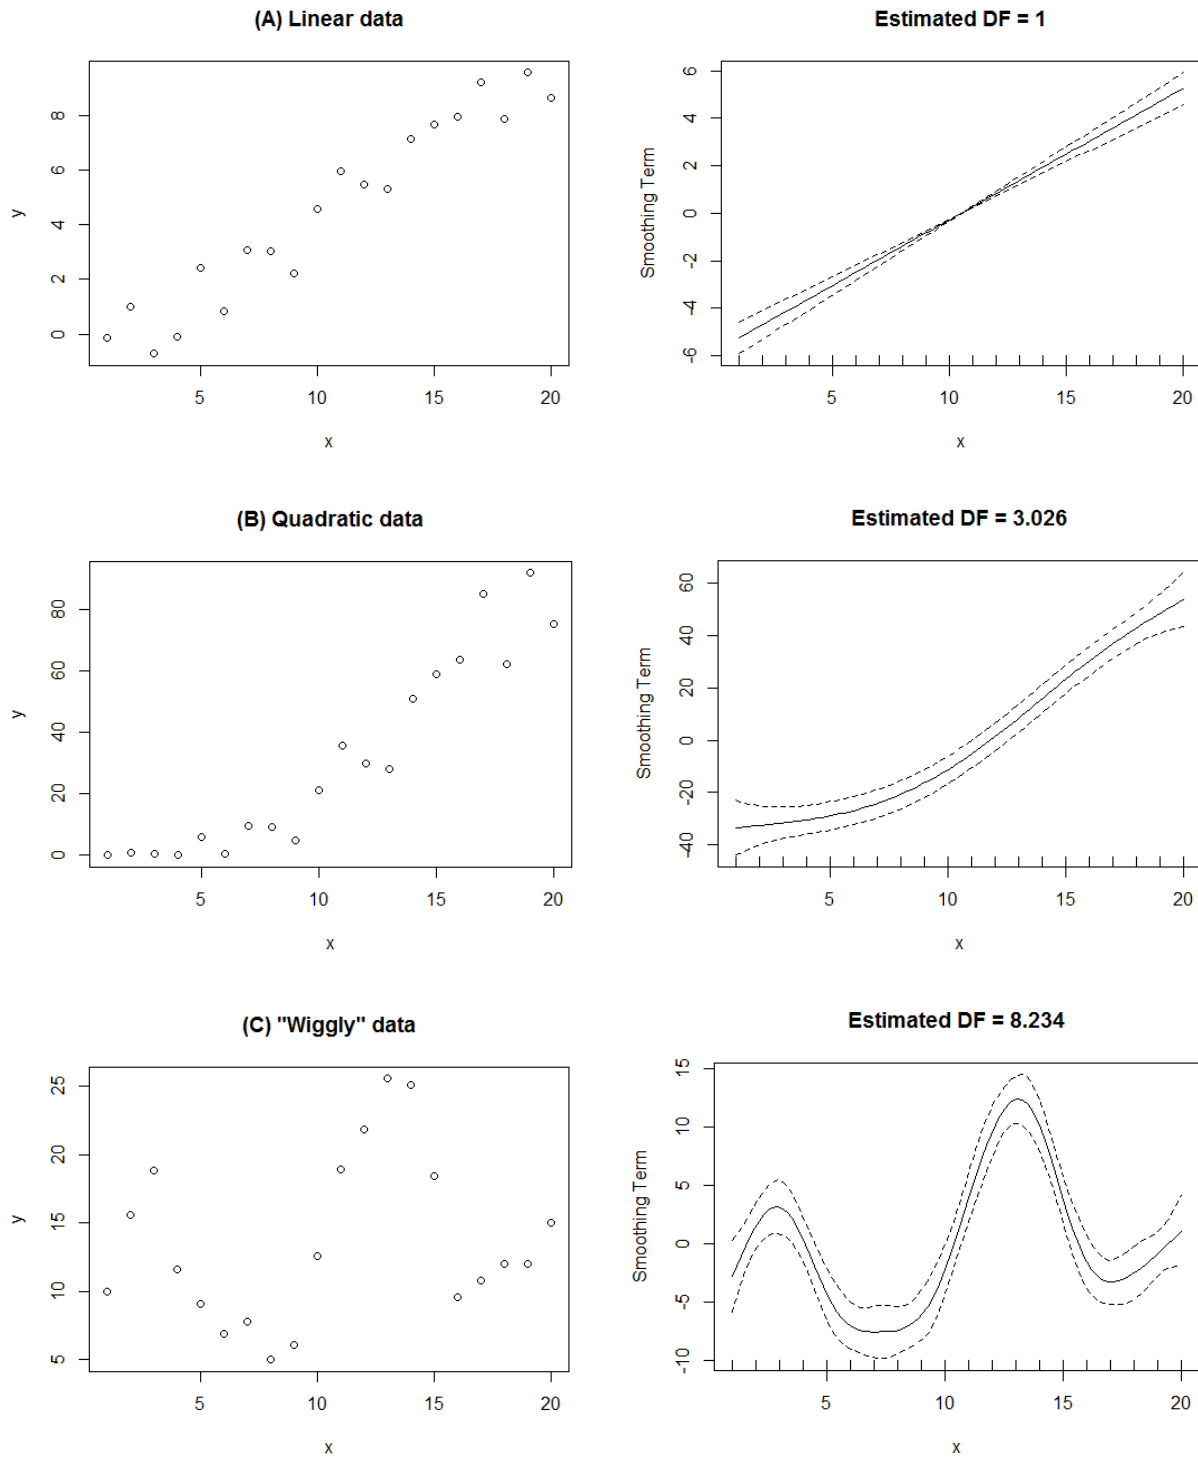 (A) Linear data
Estimated DF = 1
y
8
6
4
2
0
5 10 15 20
x
Smoothing Term
6
4
2
0
-2
-4
-6
5 10 15 20
x
(B) Quadratic data
Estimated DF = 3.026
y
80
60
40
20
0
5 10 15 20
x
Smoothing Term
60
40
20
0
-20
-40
5 10 15 20
x
(C) "Wiggly" data
Estimated DF = 8.234
y
25
20
15
10
5
5 10 15 20
x
Smoothing Term
15
10
5
0
-5
-10
5 10 15 20
x